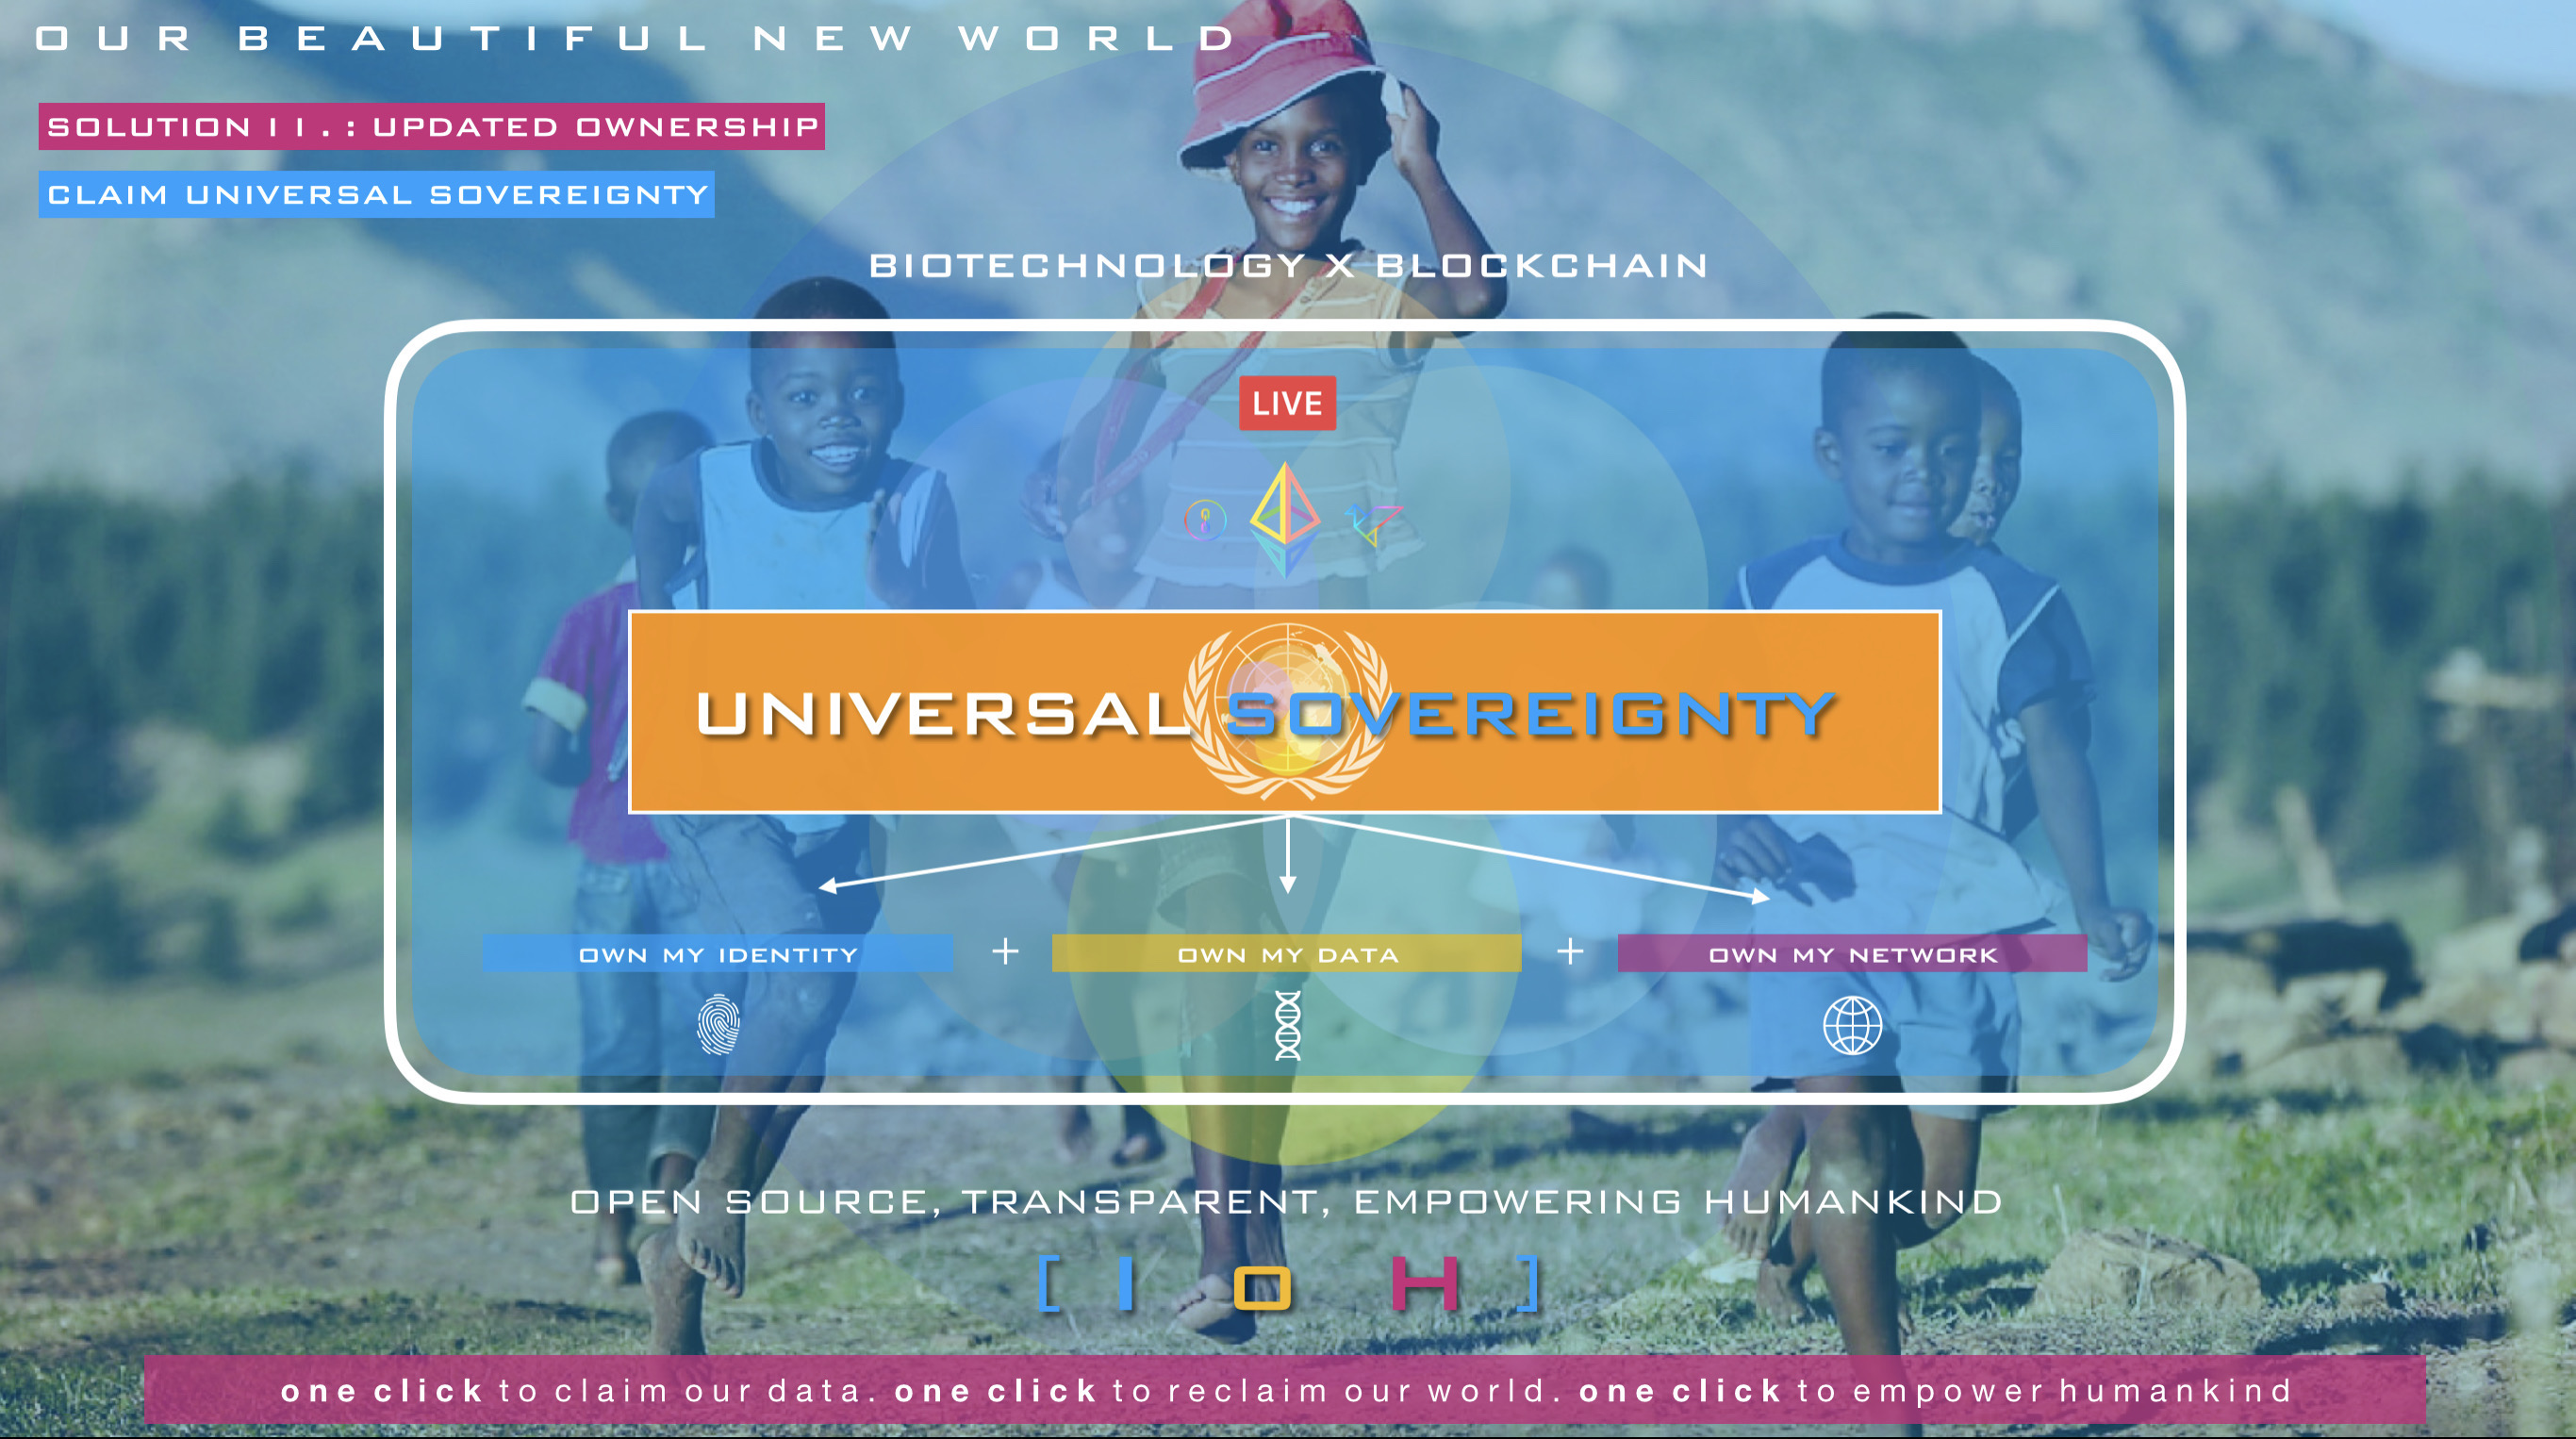 OUR BEAUTIFUL NEW WORLD
SOLUTION II.: UPDATED OWNERSHIP
CLAIM UNIVERSAL SOVEREIGNTY
BIOTECHNOLOGY X BLOCKCHAIN
LIVE
UNIVERSAL SOVEREIGNTY
OWN MY IDENTITY + OWN MY DATA + OWN MY NETWORK
OPEN SOURCE, TRANSPARENT, EMPOWERING HUMANKIND
[ I O H ]
one click to claim our data. one click to reclaim our world. one click to empower humankind